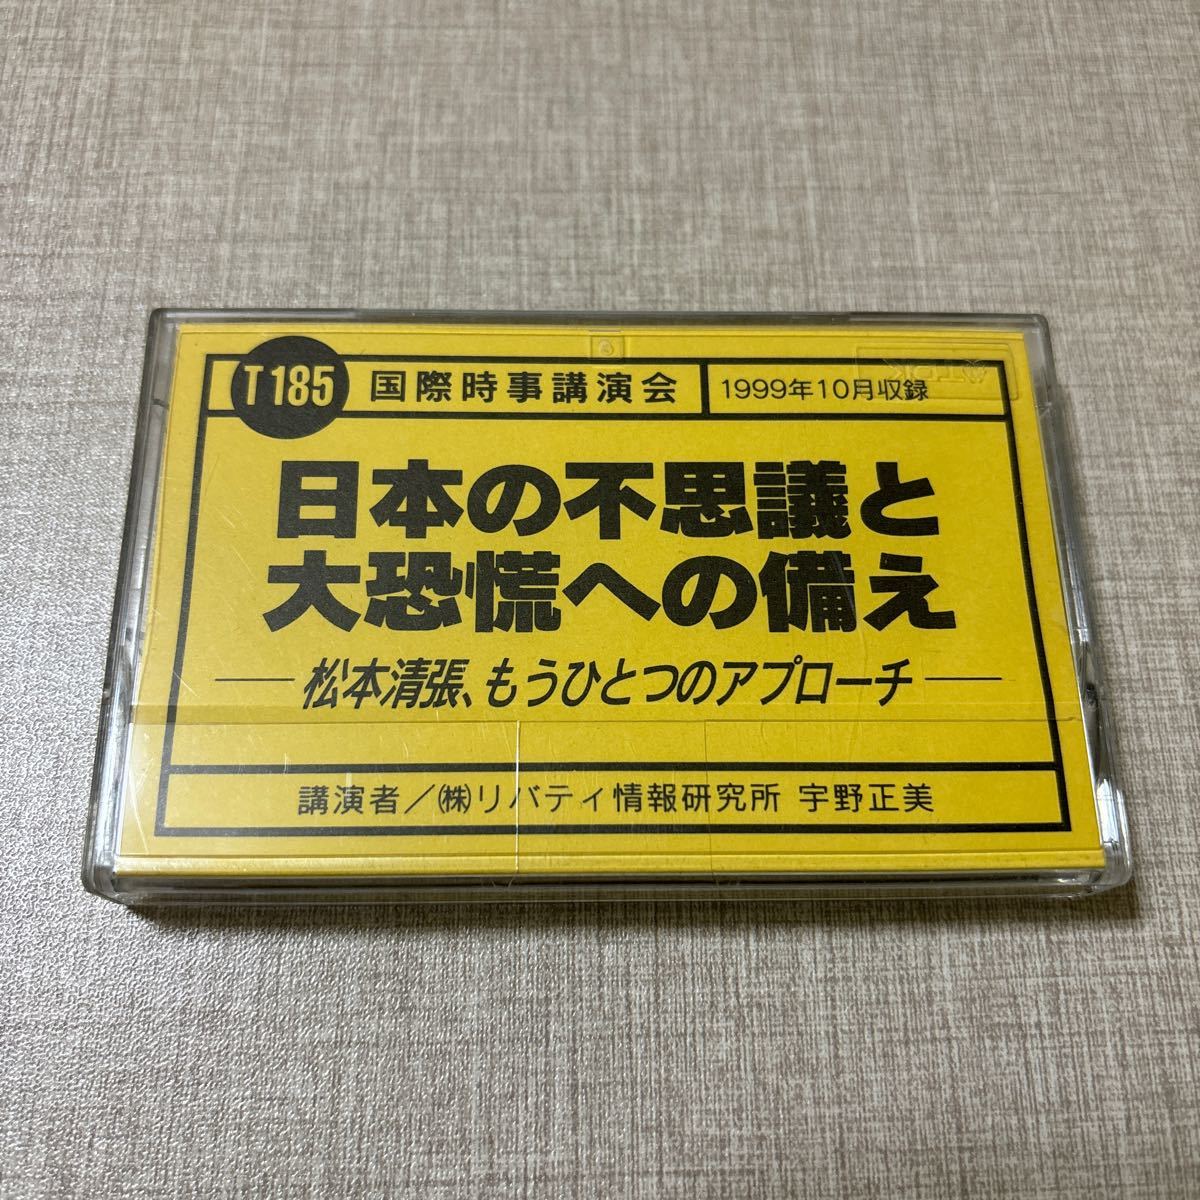 T185 国際時事講演会 1999年10月収録
TDK
日本の不思議と
大恐慌への備え
松本清張、もうひとつのアプローチ
講演者／㈱リバティ情報研究所 宇野正美